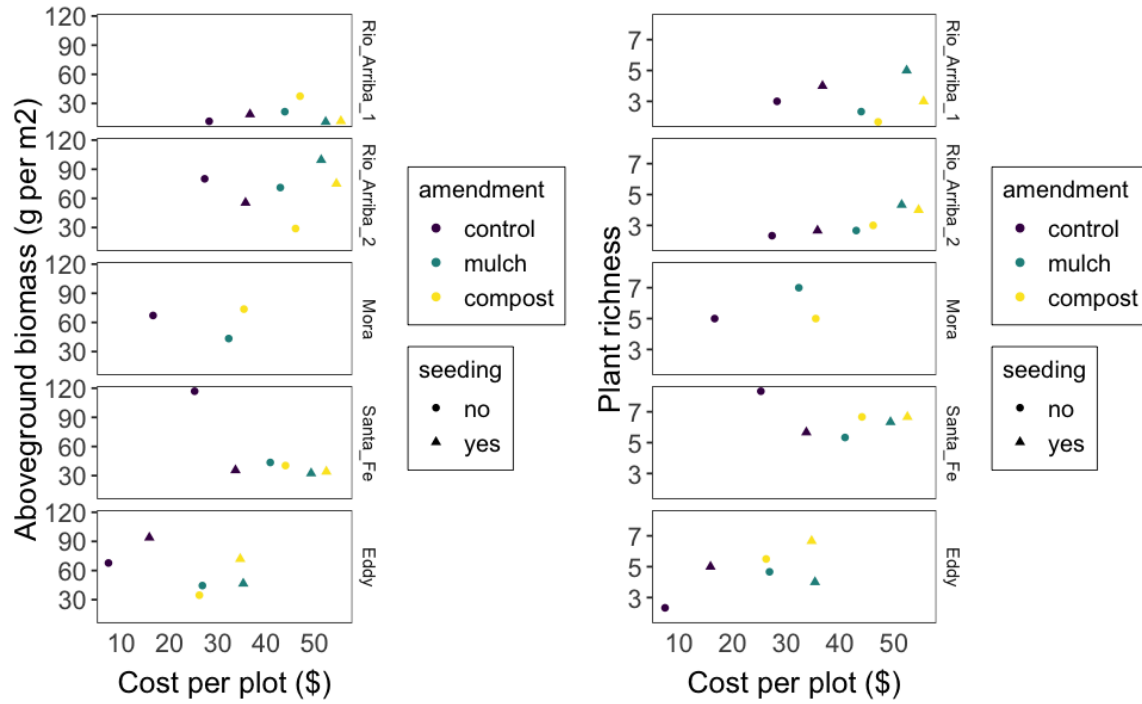 Aboveground biomass (g per m2)
120
90
60
30
Rio_Arriba_1
120
90
60
30
Rio_Arriba_2
120
90
60
30
Mora
120
90
60
30
Santa_Fe
120
90
60
30
Eddy
10 20 30 40 50
Cost per plot ($)
amendment
control
mulch
compost
seeding
no
yes
Plant richness
7
5
3
Rio_Arriba_1
7
5
3
Rio_Arriba_2
7
5
3
Mora
7
5
3
Santa_Fe
7
5
3
Eddy
10 20 30 40 50
Cost per plot ($)
amendment
control
mulch
compost
seeding
no
yes